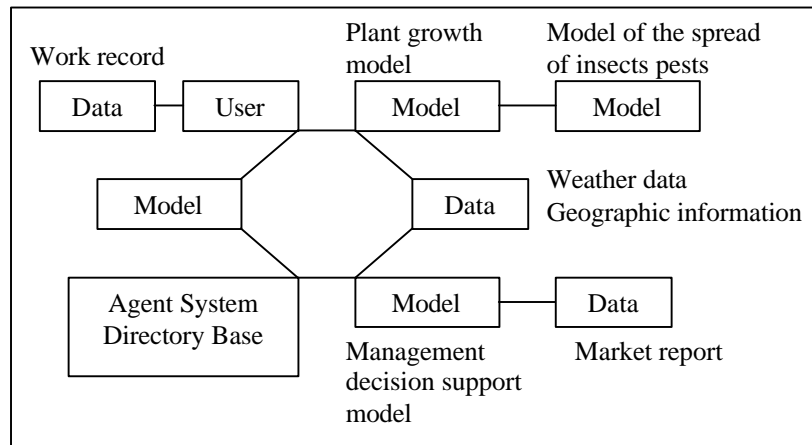 Work record
Plant growth
model
Model of the spread
of insects pests
Data
User
Model
Model
Model
Data
Weather data
Geographic information
Agent System
Directory Base
Model
Data
Management
decision support
model
Market report